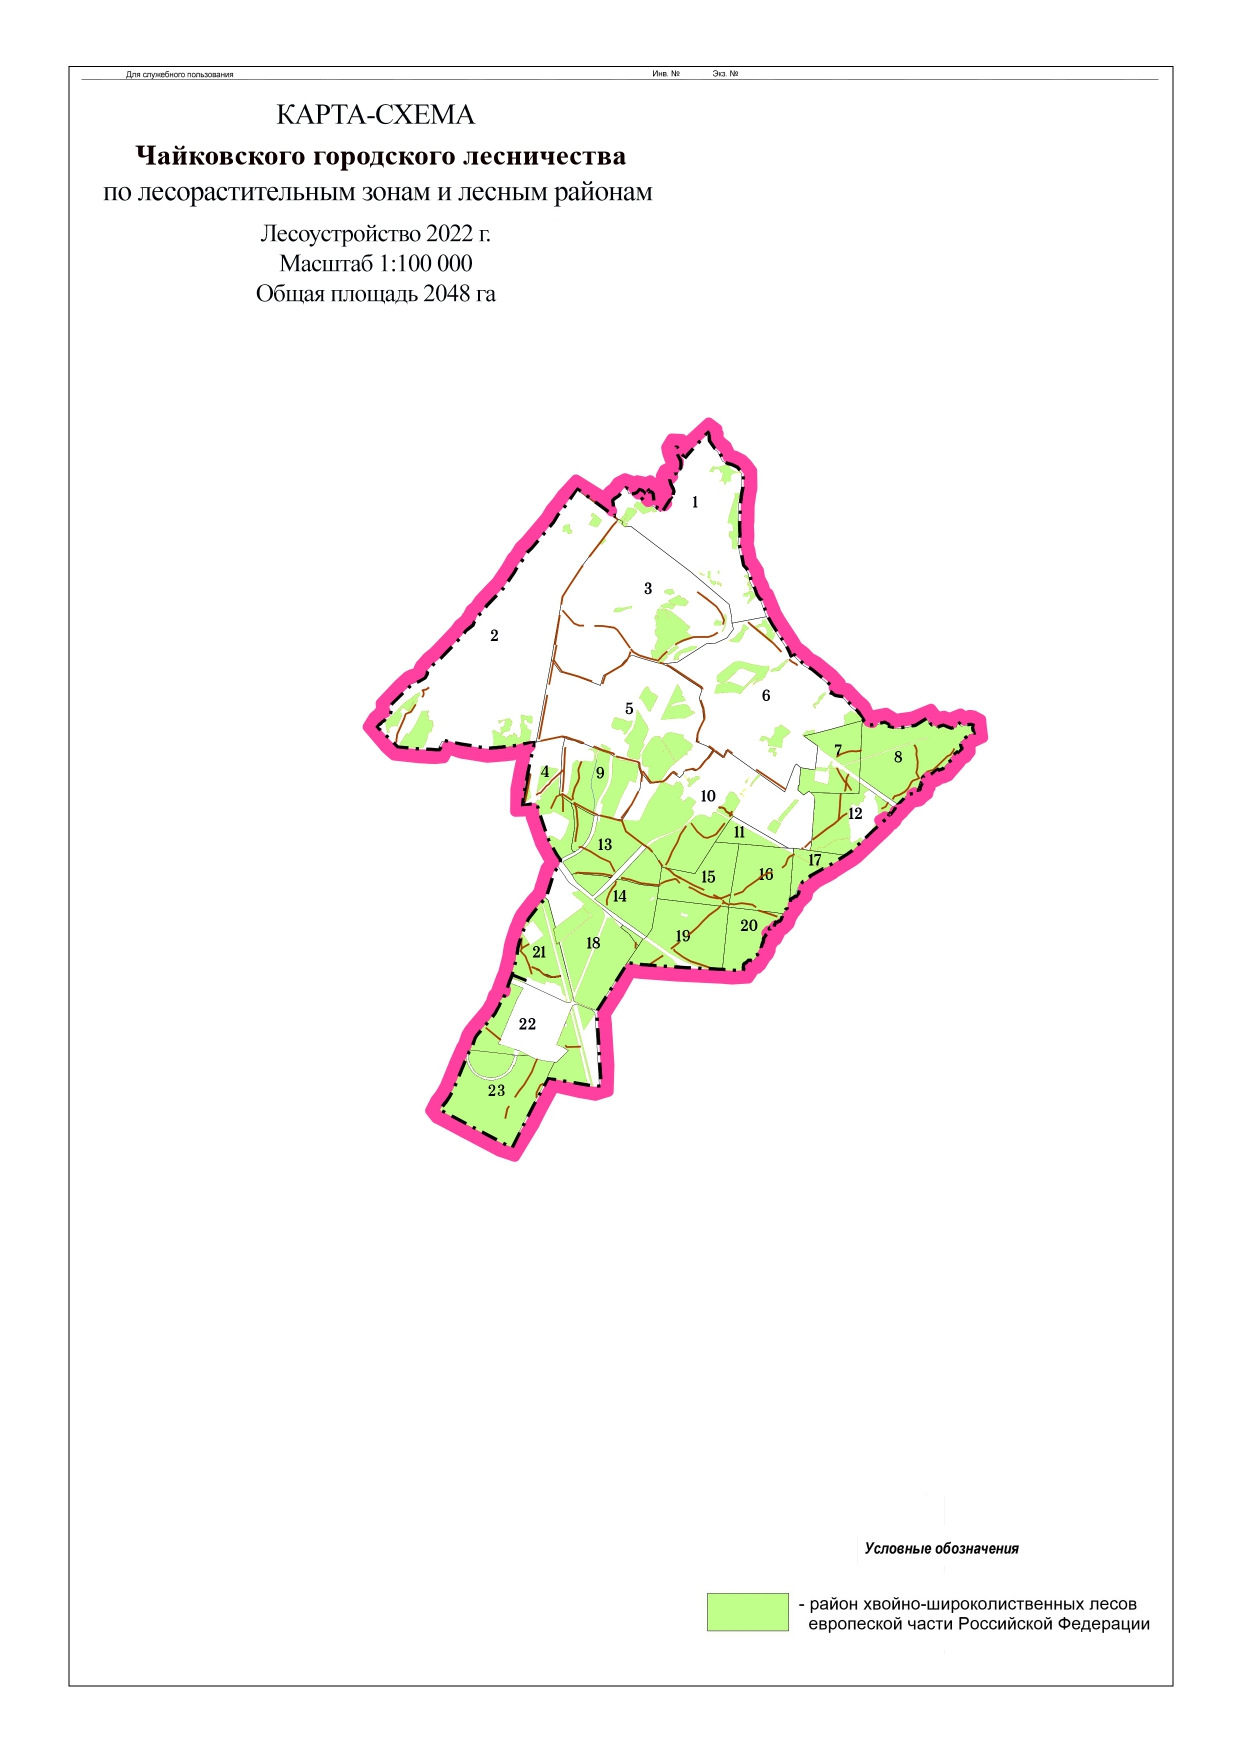 Для служебного пользования Инв. № Экз. №
КАРТА-СХЕМА
Чайковского городского лесничества
по лесорастительным зонам и лесным районам
Лесоустройство 2022 г.
Масштаб 1:100 000
Общая площадь 2048 га
1
3
2
6
5
7
8
4
9
10
12
11
13
17
16
15
14
20
19
18
21
22
23
Условные обозначения
- район хвойно-широколиственных лесов
европеской части Российской Федерации